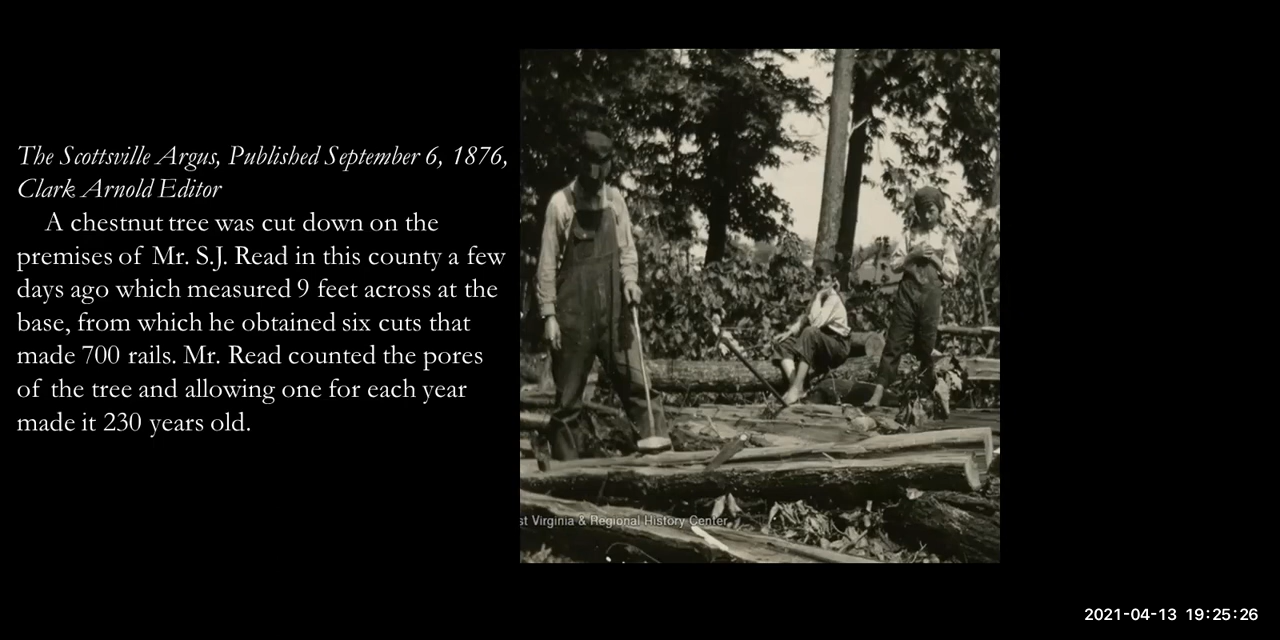 The Scottsville Argus, Published September 6, 1876,
Clark Arnold Editor
A chestnut tree was cut down on the
premises of Mr. S.J. Read in this county a few
days ago which measured 9 feet across at the
base, from which he obtained six cuts that
made 700 rails. Mr. Read counted the pores
of the tree and allowing one for each year
made it 230 years old.
st Virginia & Regional History Center
2021-04-13 19:25:26